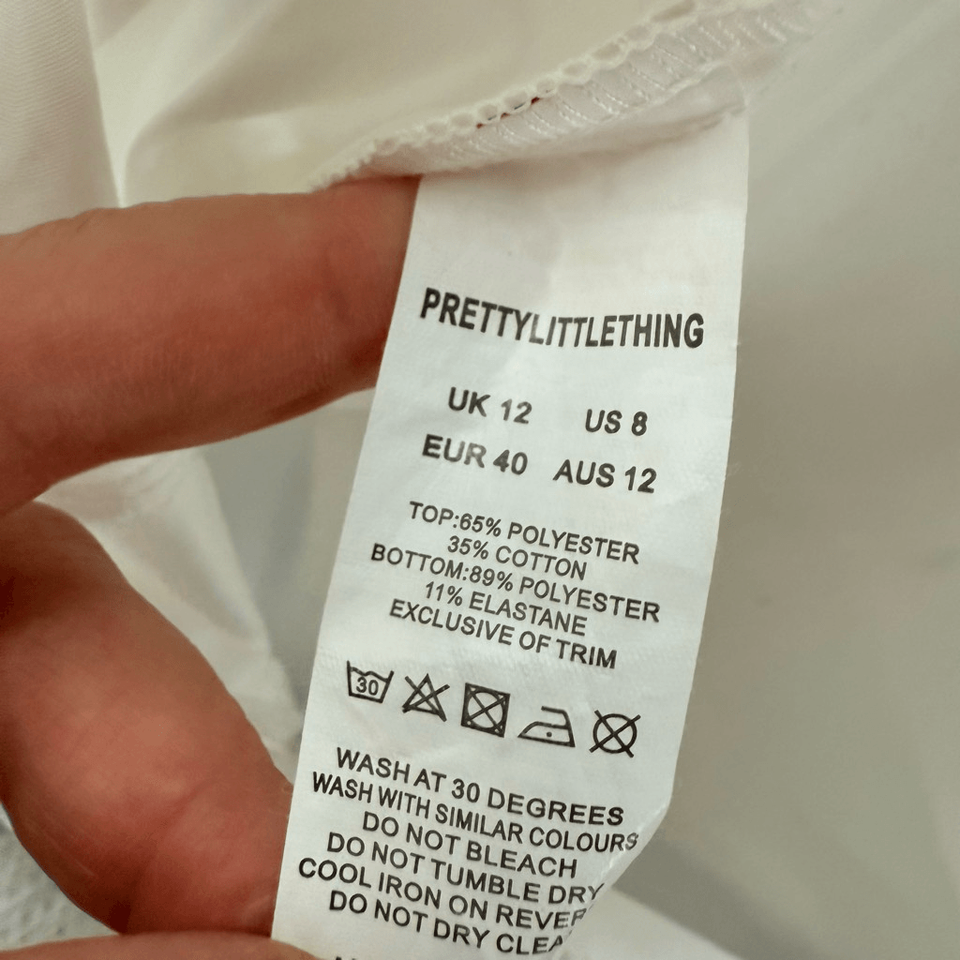 PRETTYLITTLETHING
UK 12 US 8
EUR 40 AUS 12
TOP:65% POLYESTER
35% COTTON
BOTTOM:89% POLYESTER
11% ELASTANE
EXCLUSIVE OF TRIM
30
WASH AT 30 DEGREES
WASH WITH SIMILAR COLOURS
DO NOT BLEACH
DO NOT TUMBLE DRY
COOL IRON ON REVER
DO NOT DRY CLEA